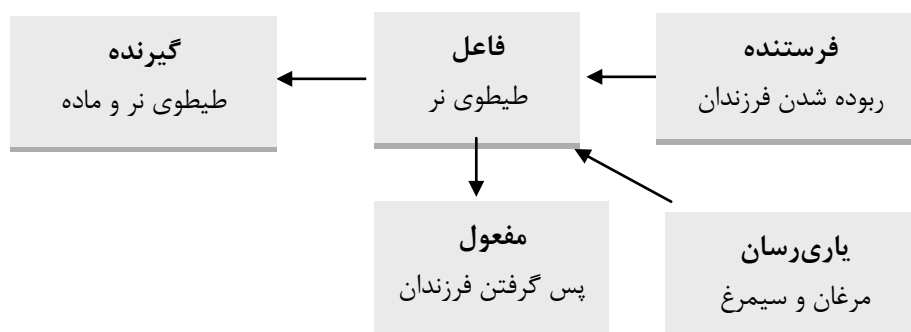 فرستنده
ربوده شدن فرزندان
فاعل
طیطوی نر
گیرنده
طیطوی نر و ماده
یاری‌رسان
مرغان و سیمرغ
مفعول
پس گرفتن فرزندان